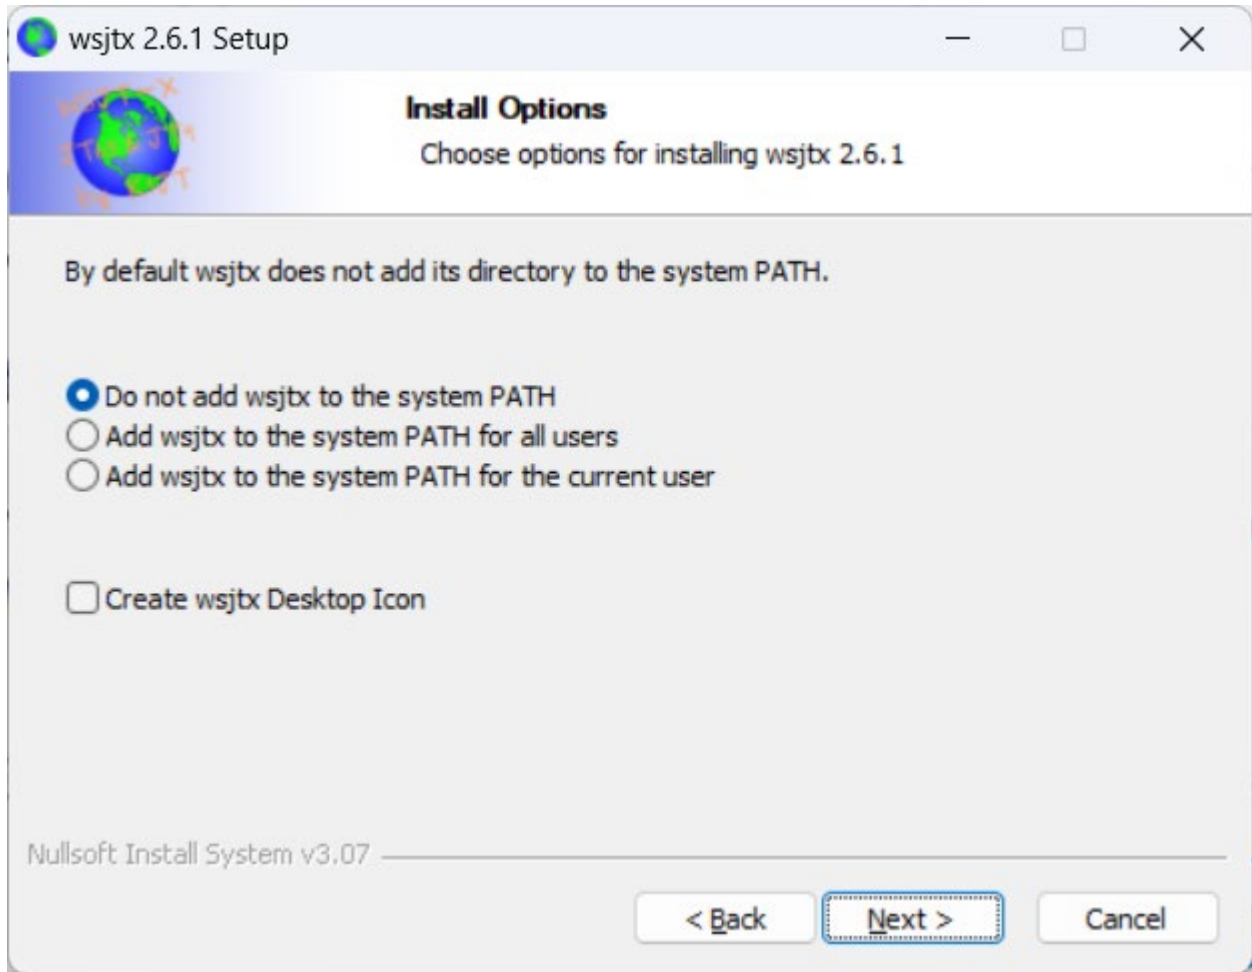 wsjtx 2.6.1 Setup
WSJT-X
by K1JT
Install Options
Choose options for installing wsjtx 2.6.1
By default wsjtx does not add its directory to the system PATH.
Do not add wsjtx to the system PATH
Add wsjtx to the system PATH for all users
Add wsjtx to the system PATH for the current user
Create wsjtx Desktop Icon
Nullsoft Install System v3.07
< Back
Next >
Cancel